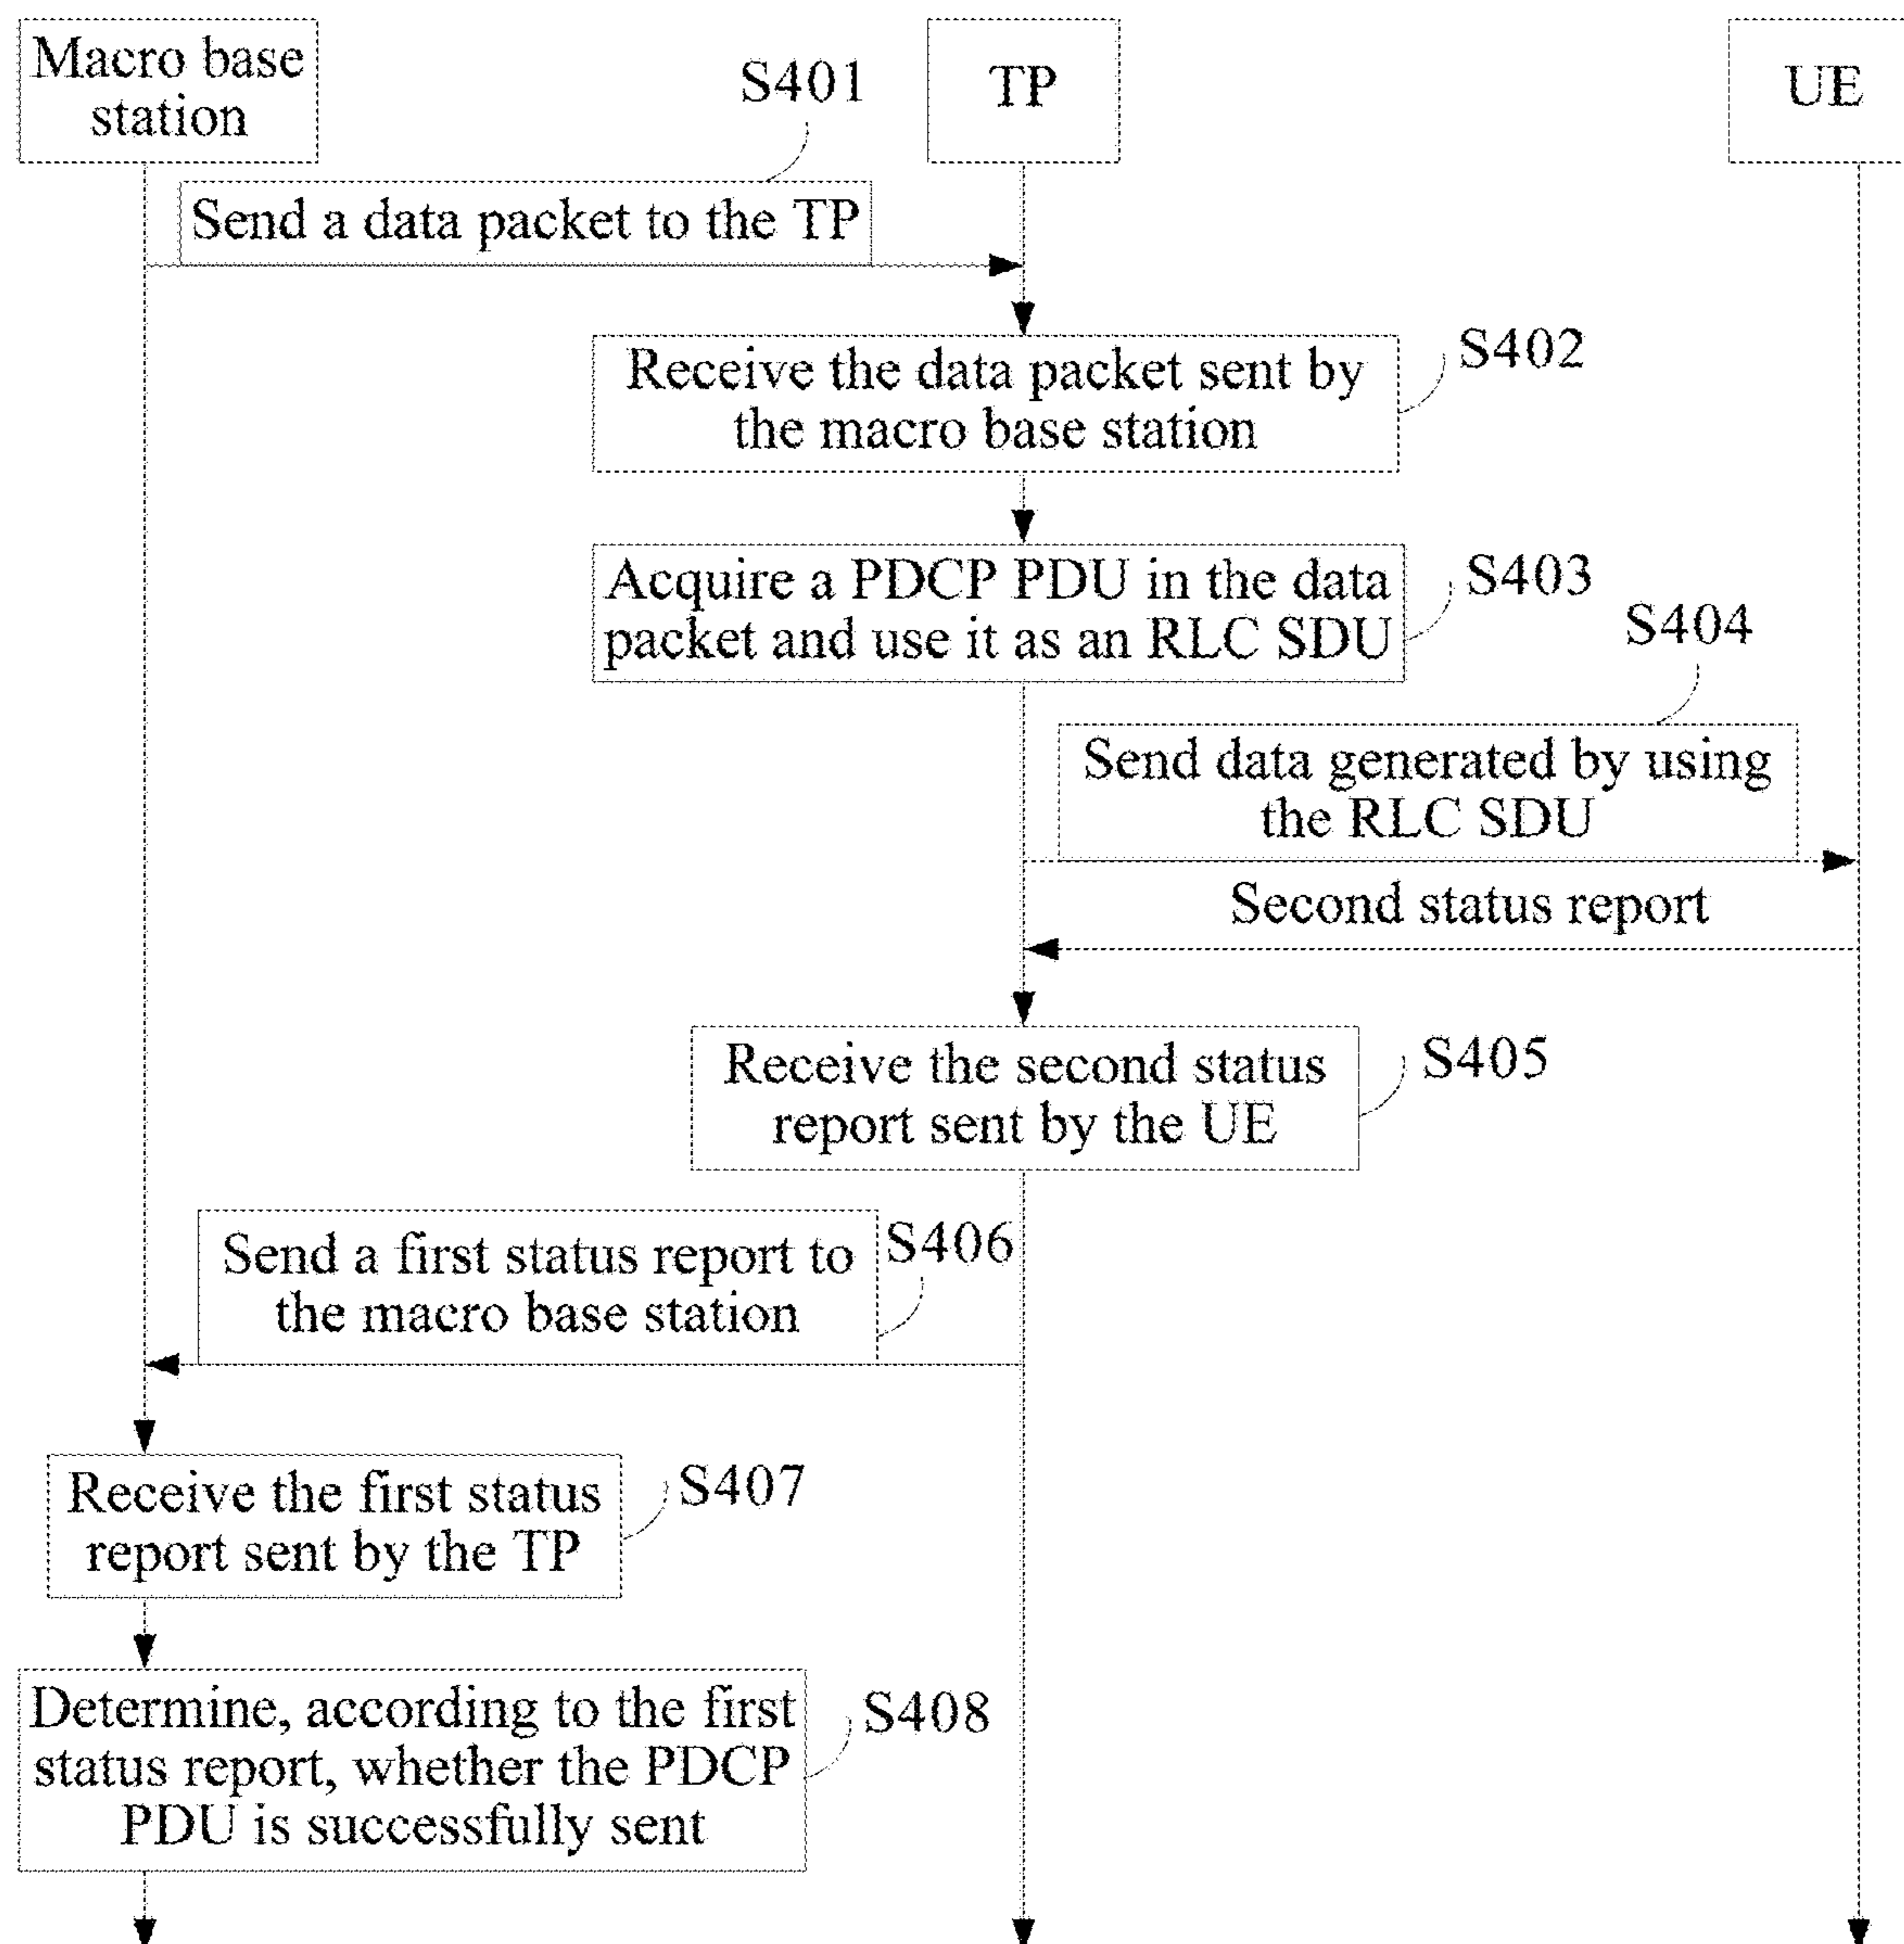 Macro base
station
TP
UE
S401
Send a data packet to the TP
S402
Receive the data packet sent by
the macro base station
S403
Acquire a PDCP PDU in the data
packet and use it as an RLC SDU
S404
Send data generated by using
the RLC SDU
Second status report
S405
Receive the second status
report sent by the UE
S406
Send a first status report to
the macro base station
S407
Receive the first status
report sent by the TP
S408
Determine, according to the first
status report, whether the PDCP
PDU is successfully sent